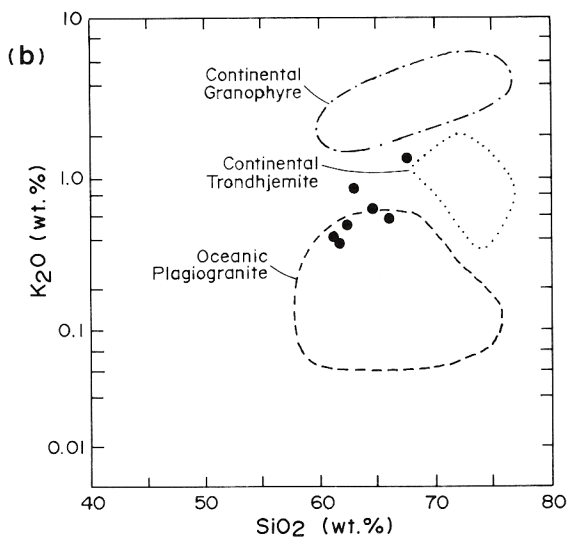 (b)
10
1.0
0.1
0.01
K₂O (wt.%)
Continental
Granophyre
Continental
Trondhjemite
Oceanic
Plagiogranite
40 50 60 70 80
SiO₂ (wt.%)